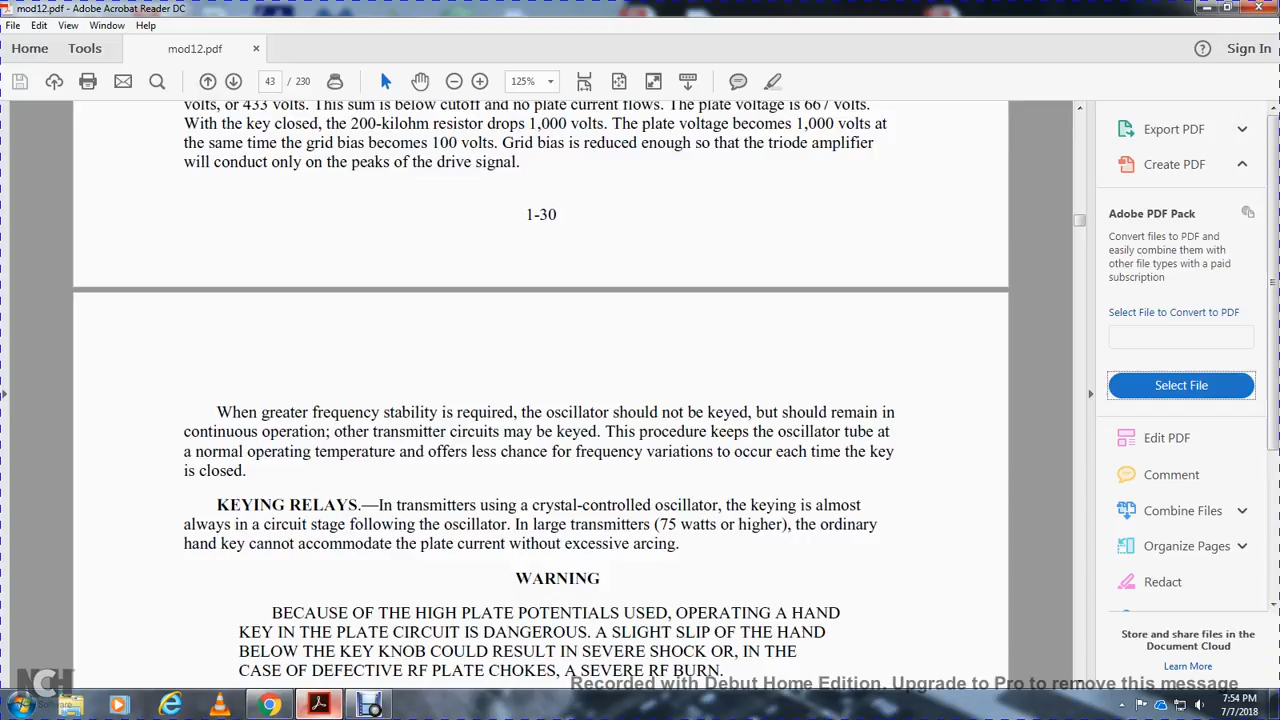 mod12.pdf - Adobe Acrobat Reader DC
File Edit View Window Help
Home Tools mod12.pdf × Sign In
43 / 230 125%
volts, or 433 volts. This sum is below cutoff and no plate current flows. The plate voltage is 667 volts.
With the key closed, the 200-kilohm resistor drops 1,000 volts. The plate voltage becomes 1,000 volts at
the same time the grid bias becomes 100 volts. Grid bias is reduced enough so that the triode amplifier
will conduct only on the peaks of the drive signal.
1-30
When greater frequency stability is required, the oscillator should not be keyed, but should remain in
continuous operation; other transmitter circuits may be keyed. This procedure keeps the oscillator tube at
a normal operating temperature and offers less chance for frequency variations to occur each time the key
is closed.
KEYING RELAYS.—In transmitters using a crystal-controlled oscillator, the keying is almost
always in a circuit stage following the oscillator. In large transmitters (75 watts or higher), the ordinary
hand key cannot accommodate the plate current without excessive arcing.
WARNING
BECAUSE OF THE HIGH PLATE POTENTIALS USED, OPERATING A HAND
KEY IN THE PLATE CIRCUIT IS DANGEROUS. A SLIGHT SLIP OF THE HAND
BELOW THE KEY KNOB COULD RESULT IN SEVERE SHOCK OR, IN THE
CASE OF DEFECTIVE RF PLATE CHOKES, A SEVERE RF BURN.
Export PDF
Create PDF
Adobe PDF Pack
Convert files to PDF and
easily combine them with
other file types with a paid
subscription
Select File to Convert to PDF
Select File
Edit PDF
Comment
Combine Files
Organize Pages
Redact
Store and share files in the
Document Cloud
Learn More
Recorded with Debut Home Edition. Upgrade to Pro to remove this message
NCH
Software
7:54 PM
7/7/2018